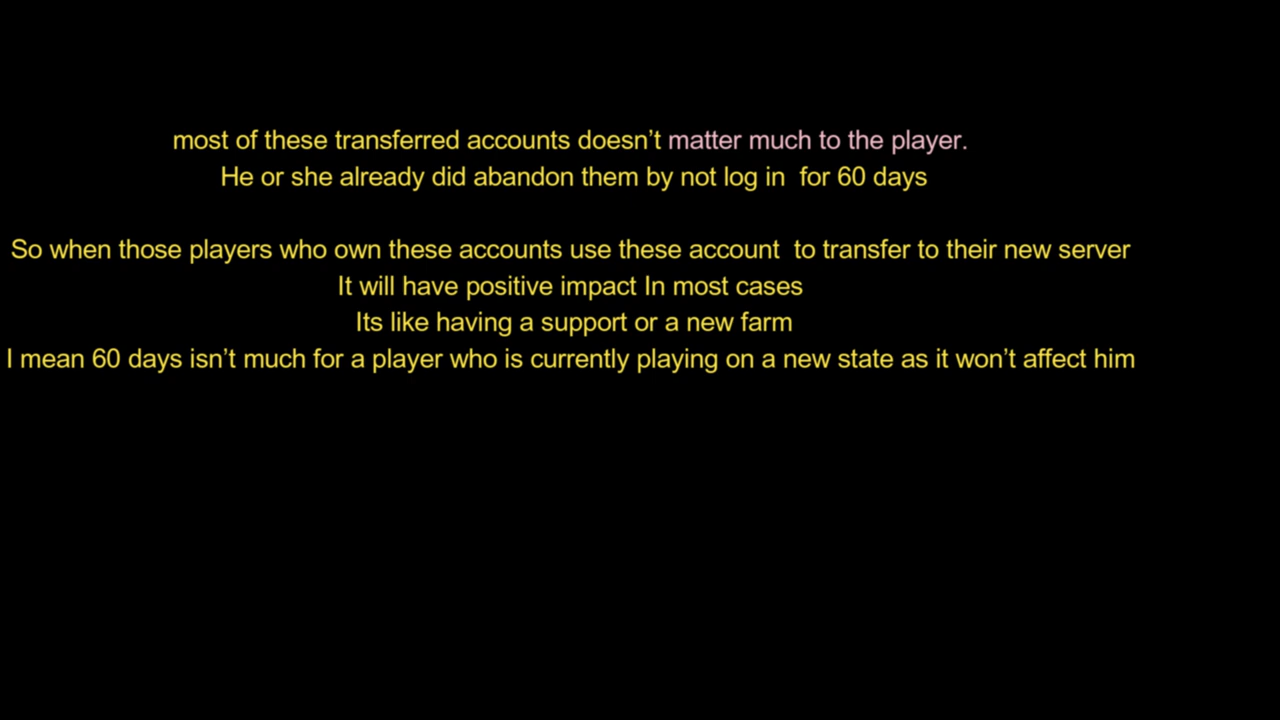 most of these transferred accounts doesn’t matter much to the player.
He or she already did abandon them by not log in  for 60 days
So when those players who own these accounts use these account  to transfer to their new server
It will have positive impact In most cases
Its like having a support or a new farm
I mean 60 days isn’t much for a player who is currently playing on a new state as it won’t affect him